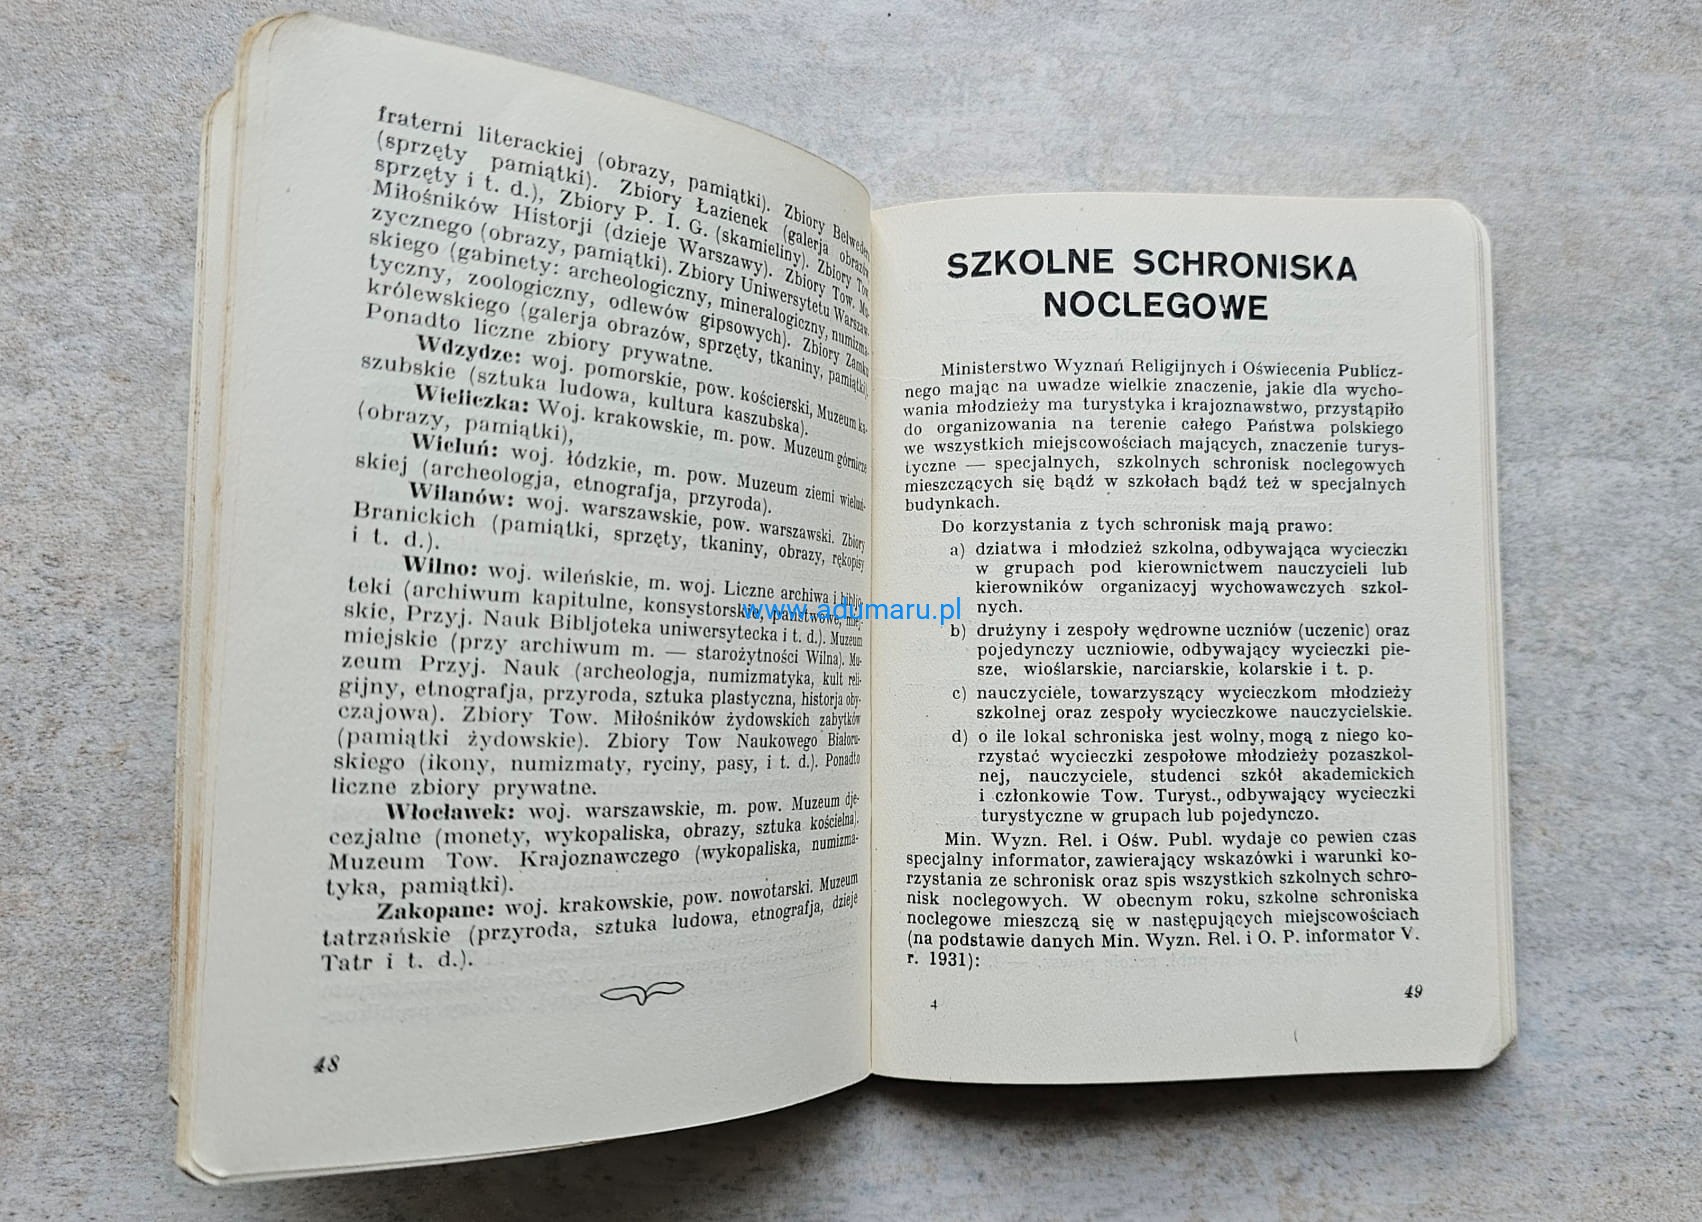 fraterni literackiej (obrazy, pamiątki). Zbiory Belweder
(sprzęty pamiątki). Zbiory Łazienek (galerja obrazów
sprzęty i t. d.), Zbiory P. I. G. (skamieliny). Zbiory Tow.
Miłośników Historji (dzieje Warszawy). Zbiory Tow. Mu-
zycznego (obrazy, pamiątki). Zbiory Uniwersytetu Warszaw.
skiego (gabinety: archeologiczny, mineralogiczny, numizma-
tyczny, zoologiczny, odlewów gipsowych). Zbiory Zamku
królewskiego (galerja obrazów, sprzęty, tkaniny, pamiątki).
Ponadto liczne zbiory prywatne.
Wdzydze: woj. pomorskie, pow. kościerski, Muzeum ka-
szubskie (sztuka ludowa, kultura kaszubska).
Wieliczka: Woj. krakowskie, m. pow. Muzeum górnicze
(obrazy, pamiątki),
Wieluń: woj. łódzkie, m. pow. Muzeum ziemi wieluń-
skiej (archeologja, etnografja, przyroda).
Wilanów: woj. warszawskie, pow. warszawski. Zbiory
Branickich (pamiątki, sprzęty, tkaniny, obrazy, rękopisy
i t. d.).
Wilno: woj. wileńskie, m. woj. Liczne archiwa i bibljo-
teki (archiwum kapitulne, konsystorskie, państwowe, miej-
skie, Przyj. Nauk Bibljoteka uniwersytecka i t. d.). Muzeum
miejskie (przy archiwum m. — starożytności Wilna). Mu-
zeum Przyj. Nauk (archeologja, numizmatyka, kult reli-
gijny, etnografja, przyroda, sztuka plastyczna, historja oby-
czajowa). Zbiory Tow. Miłośników żydowskich zabytków
(pamiątki żydowskie). Zbiory Tow Naukowego Białoru-
skiego (ikony, numizmaty, ryciny, pasy, i t. d.). Ponadto
liczne zbiory prywatne.
Włocławek: woj. warszawskie, m. pow. Muzeum dje-
cezjalne (monety, wykopaliska, obrazy, sztuka kościelna).
Muzeum Tow. Krajoznawczego (wykopaliska, numizma-
tyka, pamiątki).
Zakopane: woj. krakowskie, pow. nowotarski. Muzeum
tatrzańskie (przyroda, sztuka ludowa, etnografja, dzieje
Tatr i t. d.).
48
www.adumaru.pl
SZKOLNE SCHRONISKA
NOCLEGOWE
Ministerstwo Wyznań Religijnych i Oświecenia Publicz-
nego mając na uwadze wielkie znaczenie, jakie dla wycho-
wania młodzieży ma turystyka i krajoznawstwo, przystąpiło
do organizowania na terenie całego Państwa polskiego
we wszystkich miejscowościach mających, znaczenie turys-
tyczne — specjalnych, szkolnych schronisk noclegowych
mieszczących się bądź w szkołach bądź też w specjalnych
budynkach.
Do korzystania z tych schronisk mają prawo:
a) dziatwa i młodzież szkolna, odbywająca wycieczki
w grupach pod kierownictwem nauczycieli lub
kierowników organizacyj wychowawczych szkol-
nych.
b) drużyny i zespoły wędrowne uczniów (uczenic) oraz
pojedynczy uczniowie, odbywający wycieczki pie-
sze, wioślarskie, narciarskie, kolarskie i t. p.
c) nauczyciele, towarzyszący wycieczkom młodzieży
szkolnej oraz zespoły wycieczkowe nauczycielskie.
d) o ile lokal schroniska jest wolny, mogą z niego ko-
rzystać wycieczki zespołowe młodzieży pozaszkol-
nej, nauczyciele, studenci szkół akademickich
i członkowie Tow. Turyst., odbywający wycieczki
turystyczne w grupach lub pojedynczo.
Min. Wyzn. Rel. i Ośw. Publ. wydaje co pewien czas
specjalny informator, zawierający wskazówki i warunki ko-
rzystania ze schronisk oraz spis wszystkich szkolnych schro-
nisk noclegowych. W obecnym roku, szkolne schroniska
noclegowe mieszczą się w następujących miejscowościach
(na podstawie danych Min. Wyzn. Rel. i O. P. informator V.
r. 1931):
4
49